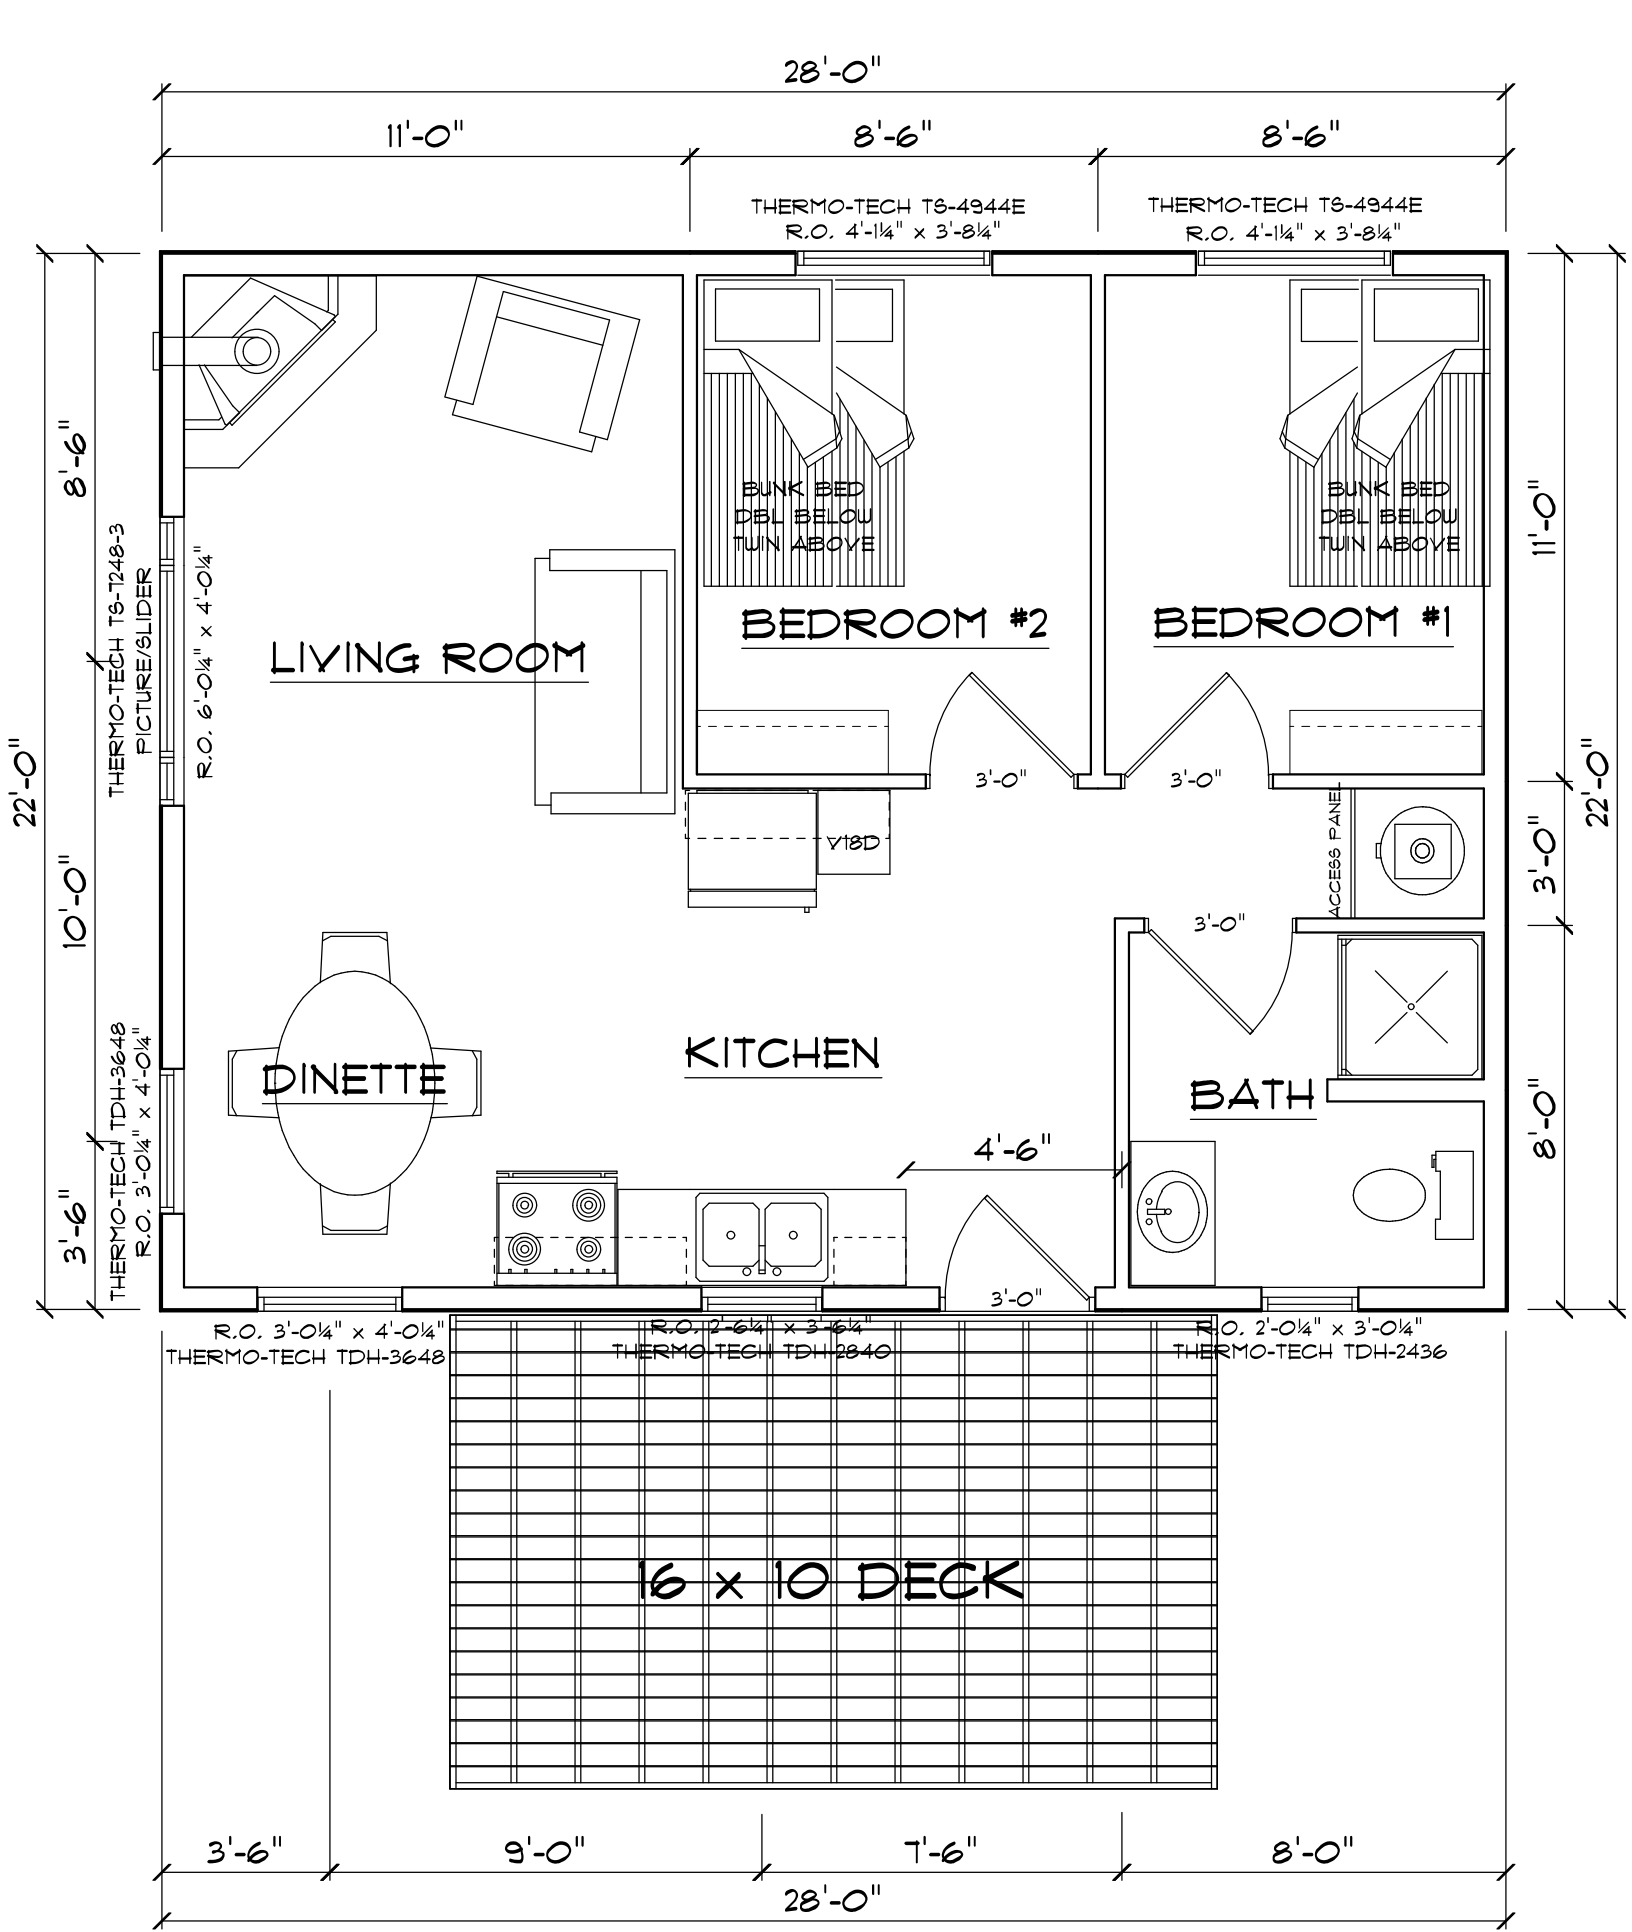 28'-0"
11'-0"
8'-6"
8'-6"
THERMO-TECH TS-4944E
R.O. 4'-1¼" x 3'-8¼"
THERMO-TECH TS-4944E
R.O. 4'-1¼" x 3'-8¼"
8'-6"
22'-0"
10'-0"
3'-6"
THERMO-TECH TS-7248-3
PICTURE/SLIDER
R.O. 6'-0¼" x 4'-0¼"
THERMO-TECH TDH-3648
R.O. 3'-0¼" x 4'-0¼"
BUNK BED
DBL BELOW
TWIN ABOVE
BUNK BED
DBL BELOW
TWIN ABOVE
BEDROOM #2
BEDROOM #1
LIVING ROOM
3'-0"
3'-0"
V18D
ACCESS PANEL
3'-0"
KITCHEN
DINETTE
BATH
4'-6"
3'-0"
11'-0"
3'-0"
8'-0"
22'-0"
R.O. 3'-0¼" x 4'-0¼"
THERMO-TECH TDH-3648
R.O. 2'-6¼" x 3'-6¼"
THERMO-TECH TDH-2840
R.O. 2'-0¼" x 3'-0¼"
THERMO-TECH TDH-2436
16 x 10 DECK
3'-6"
9'-0"
7'-6"
8'-0"
28'-0"